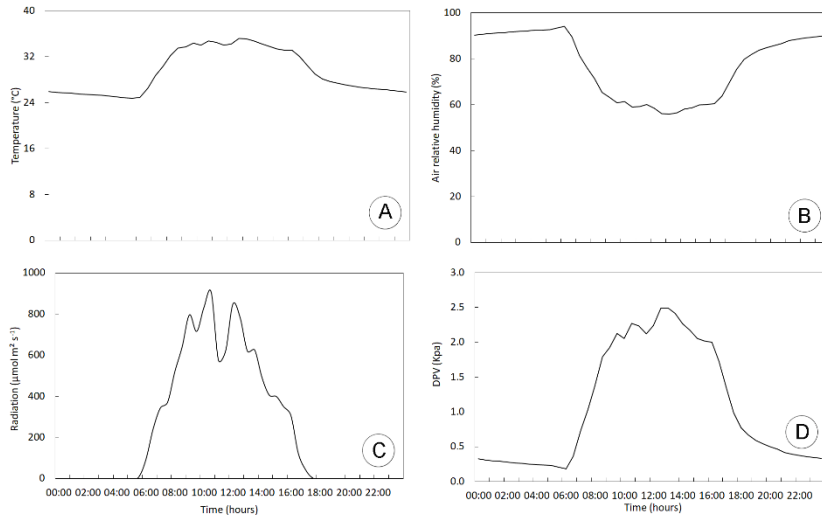 40
32
24
16
8
0
Temperature (°C)
A
100
80
60
40
20
0
Air relative humidity (%)
B
1000
800
600
400
200
0
Radiation (µmol m² s⁻¹)
C
00:00 02:00 04:00 06:00 08:00 10:00 12:00 14:00 16:00 18:00 20:00 22:00
Time (hours)
3.0
2.5
2.0
1.5
1.0
0.5
0.0
DPV (Kpa)
D
00:00 02:00 04:00 06:00 08:00 10:00 12:00 14:00 16:00 18:00 20:00 22:00
Time (hours)